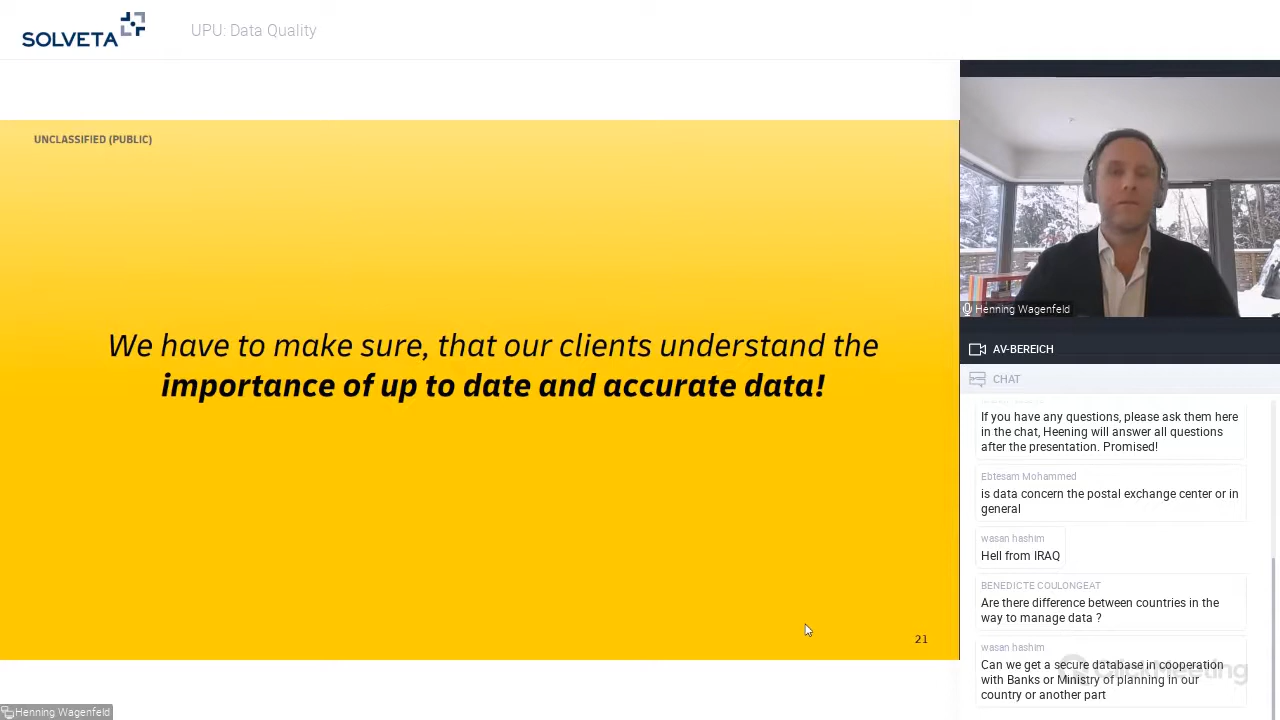 SOLVETA
UPU: Data Quality
UNCLASSIFIED (PUBLIC)
We have to make sure, that our clients understand the
importance of up to date and accurate data!
21
Henning Wagenfeld
Henning Wagenfeld
AV-BEREICH
CHAT
If you have any questions, please ask them here
in the chat, Heening will answer all questions
after the presentation. Promised!
Ebtesam Mohammed
is data concern the postal exchange center or in
general
wasan hashim
Hell from IRAQ
BENEDICTE COULONGEAT
Are there difference between countries in the
way to manage data ?
wasan hashim
Can we get a secure database in cooperation
with Banks or Ministry of planning in our
country or another part